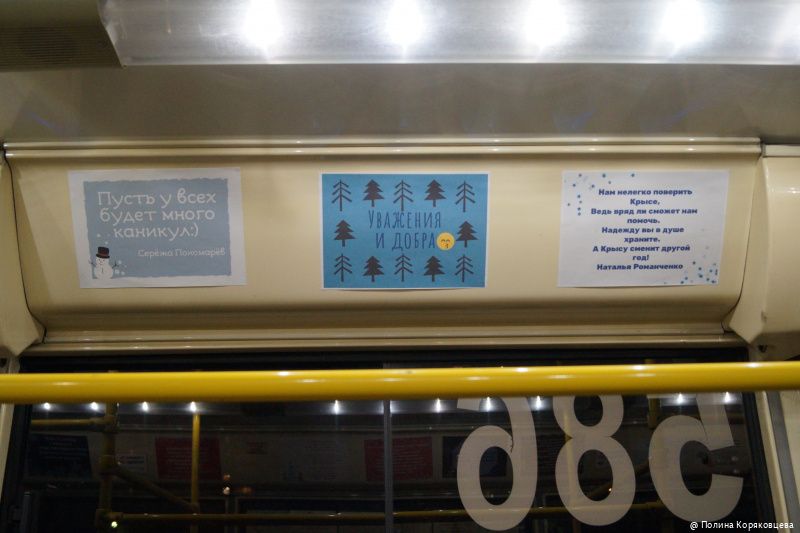 Пусть у всех
будет много
каникул:)
Серёжа Пономарёв
Уважения
и добра
Нам нелегко поверить
Крысе,
Ведь вряд ли сможет нам
помочь.
Надежду вы в душе
храните,
А Крысу сменит другой
год!
Наталья Романченко
586
@ Полина Коряковцева